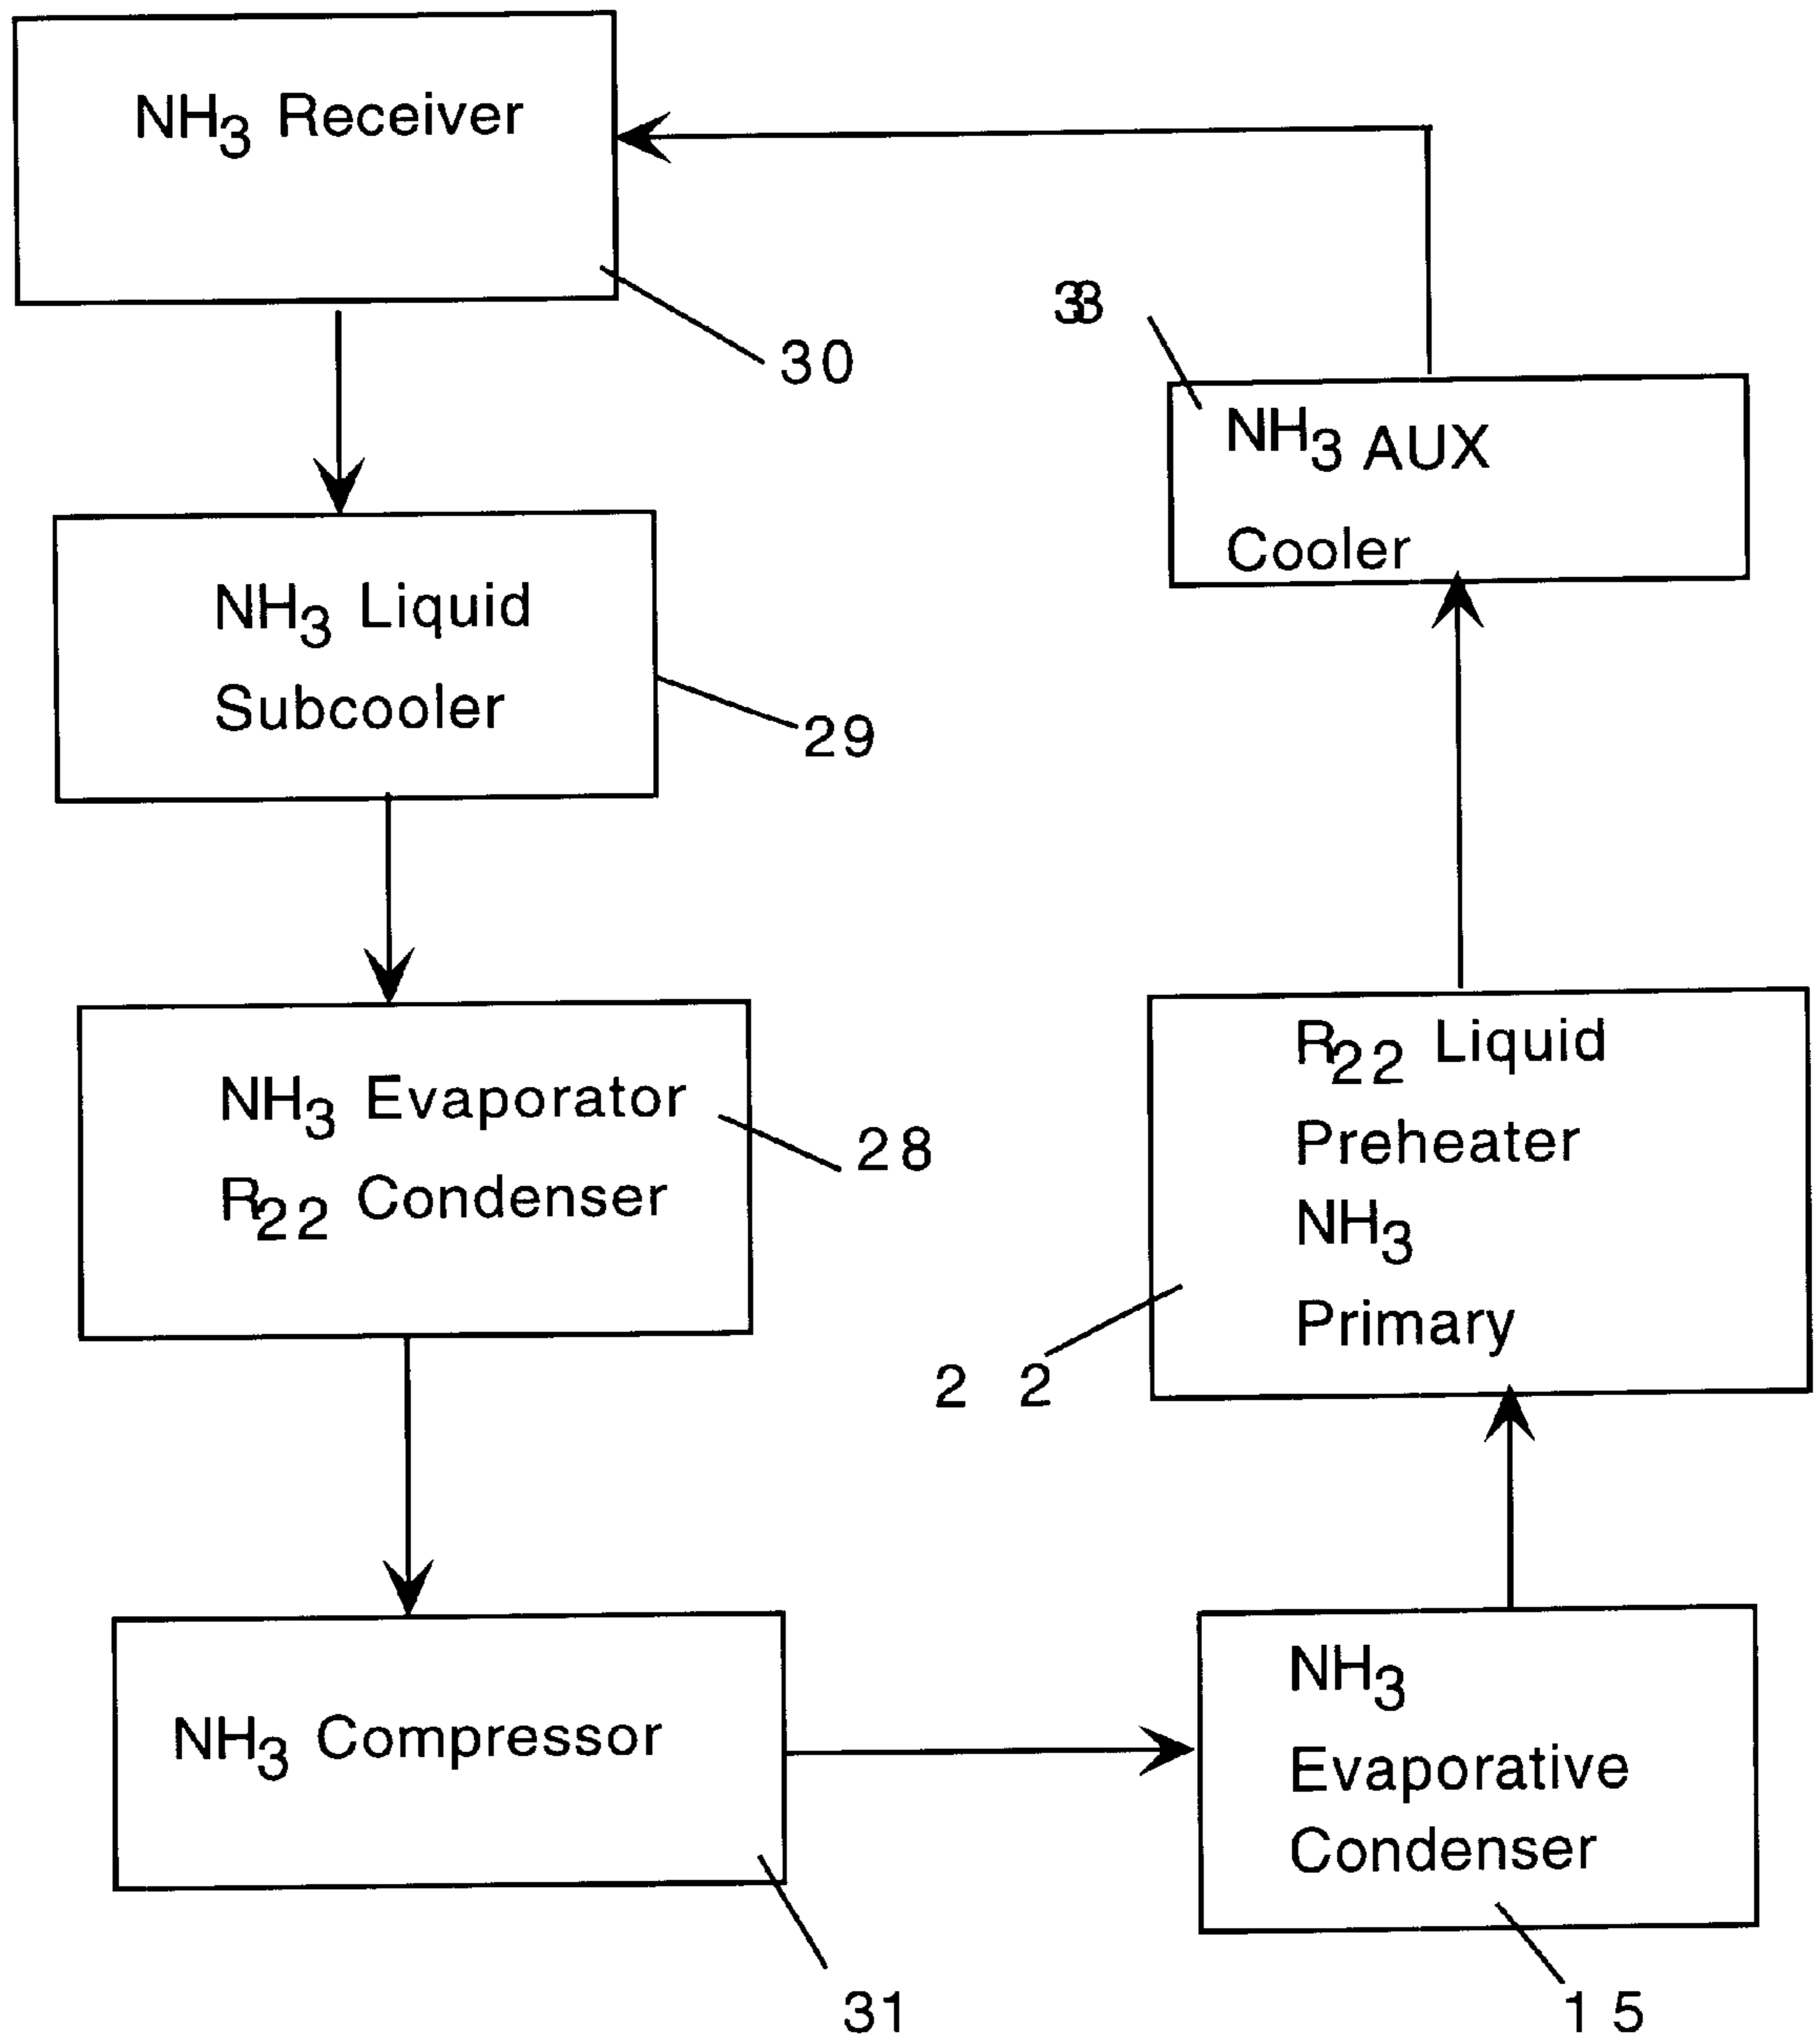 NH3 Receiver
30
33
NH3 AUX
Cooler
NH3 Liquid
Subcooler
29
NH3 Evaporator
R22 Condenser
28
R22 Liquid
Preheater
NH3
Primary
2 2
NH3 Compressor
31
NH3
Evaporative
Condenser
1 5